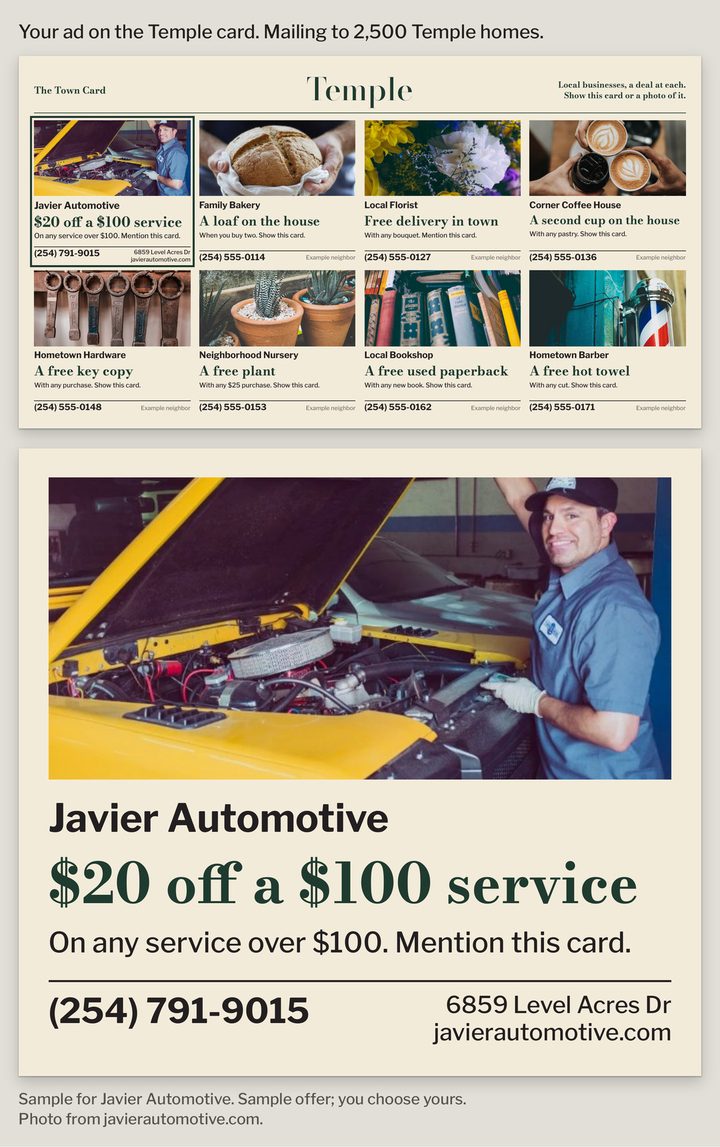 Your ad on the Temple card. Mailing to 2,500 Temple homes.
The Town Card
Temple
Local businesses, a deal at each.
Show this card or a photo of it.
Javier Automotive
$20 off a $100 service
On any service over $100. Mention this card.
(254) 791-9015
6859 Level Acres Dr
javierautomotive.com
Family Bakery
A loaf on the house
When you buy two. Show this card.
(254) 555-0114
Example neighbor
Local Florist
Free delivery in town
With any bouquet. Mention this card.
(254) 555-0127
Example neighbor
Corner Coffee House
A second cup on the house
With any pastry. Show this card.
(254) 555-0136
Example neighbor
Hometown Hardware
A free key copy
With any purchase. Show this card.
(254) 555-0148
Example neighbor
Neighborhood Nursery
A free plant
With any $25 purchase. Show this card.
(254) 555-0153
Example neighbor
Local Bookshop
A free used paperback
With any new book. Show this card.
(254) 555-0162
Example neighbor
Hometown Barber
A free hot towel
With any cut. Show this card.
(254) 555-0171
Example neighbor
Javier Automotive
$20 off a $100 service
On any service over $100. Mention this card.
(254) 791-9015
6859 Level Acres Dr
javierautomotive.com
Sample for Javier Automotive. Sample offer; you choose yours.
Photo from javierautomotive.com.